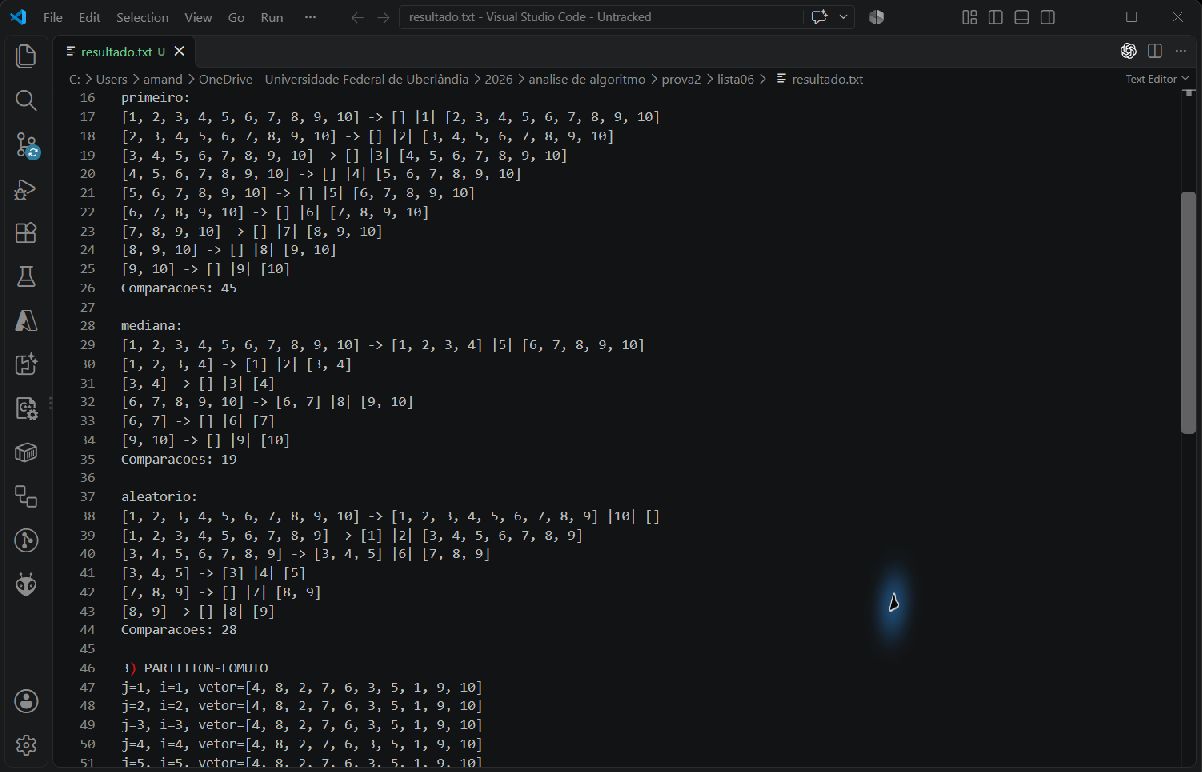 File Edit Selection View Go Run ··· resultado.txt - Visual Studio Code - Untracked
resultado.txt U
C: > Users > amand > OneDrive - Universidade Federal de Uberlândia > 2026 > analise de algoritmo > prova2 > lista06 > resultado.txt Text Editor
16 primeiro:
17 [1, 2, 3, 4, 5, 6, 7, 8, 9, 10] -> [] |1| [2, 3, 4, 5, 6, 7, 8, 9, 10]
18 [2, 3, 4, 5, 6, 7, 8, 9, 10] -> [] |2| [3, 4, 5, 6, 7, 8, 9, 10]
19 [3, 4, 5, 6, 7, 8, 9, 10] -> [] |3| [4, 5, 6, 7, 8, 9, 10]
20 [4, 5, 6, 7, 8, 9, 10] -> [] |4| [5, 6, 7, 8, 9, 10]
21 [5, 6, 7, 8, 9, 10] -> [] |5| [6, 7, 8, 9, 10]
22 [6, 7, 8, 9, 10] -> [] |6| [7, 8, 9, 10]
23 [7, 8, 9, 10] -> [] |7| [8, 9, 10]
24 [8, 9, 10] -> [] |8| [9, 10]
25 [9, 10] -> [] |9| [10]
26 Comparacoes: 45
27
28 mediana:
29 [1, 2, 3, 4, 5, 6, 7, 8, 9, 10] -> [1, 2, 3, 4] |5| [6, 7, 8, 9, 10]
30 [1, 2, 3, 4] -> [1] |2| [3, 4]
31 [3, 4] -> [] |3| [4]
32 [6, 7, 8, 9, 10] -> [6, 7] |8| [9, 10]
33 [6, 7] -> [] |6| [7]
34 [9, 10] -> [] |9| [10]
35 Comparacoes: 19
36
37 aleatorio:
38 [1, 2, 3, 4, 5, 6, 7, 8, 9, 10] -> [1, 2, 3, 4, 5, 6, 7, 8, 9] |10| []
39 [1, 2, 3, 4, 5, 6, 7, 8, 9] -> [1] |2| [3, 4, 5, 6, 7, 8, 9]
40 [3, 4, 5, 6, 7, 8, 9] -> [3, 4, 5] |6| [7, 8, 9]
41 [3, 4, 5] -> [3] |4| [5]
42 [7, 8, 9] -> [] |7| [8, 9]
43 [8, 9] -> [] |8| [9]
44 Comparacoes: 28
45
46 3) PARTITION-LOMUTO
47 j=1, i=1, vetor=[4, 8, 2, 7, 6, 3, 5, 1, 9, 10]
48 j=2, i=2, vetor=[4, 8, 2, 7, 6, 3, 5, 1, 9, 10]
49 j=3, i=3, vetor=[4, 8, 2, 7, 6, 3, 5, 1, 9, 10]
50 j=4, i=4, vetor=[4, 8, 2, 7, 6, 3, 5, 1, 9, 10]
51 j=5, i=5, vetor=[4, 8, 2, 7, 6, 3, 5, 1, 9, 10]